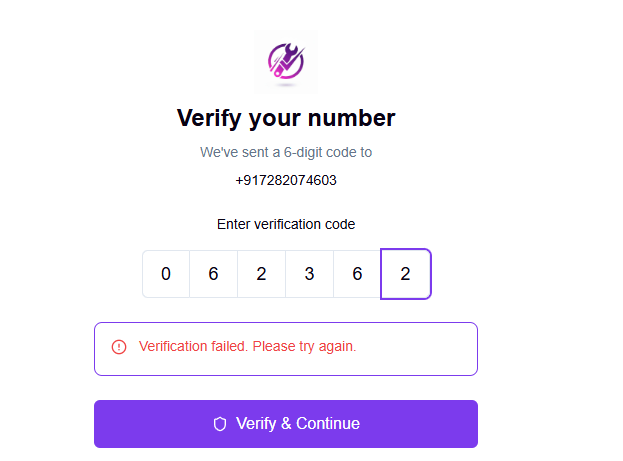 Verify your number
We've sent a 6-digit code to
+917282074603
Enter verification code
0 6 2 3 6 2
Verification failed. Please try again.
Verify & Continue